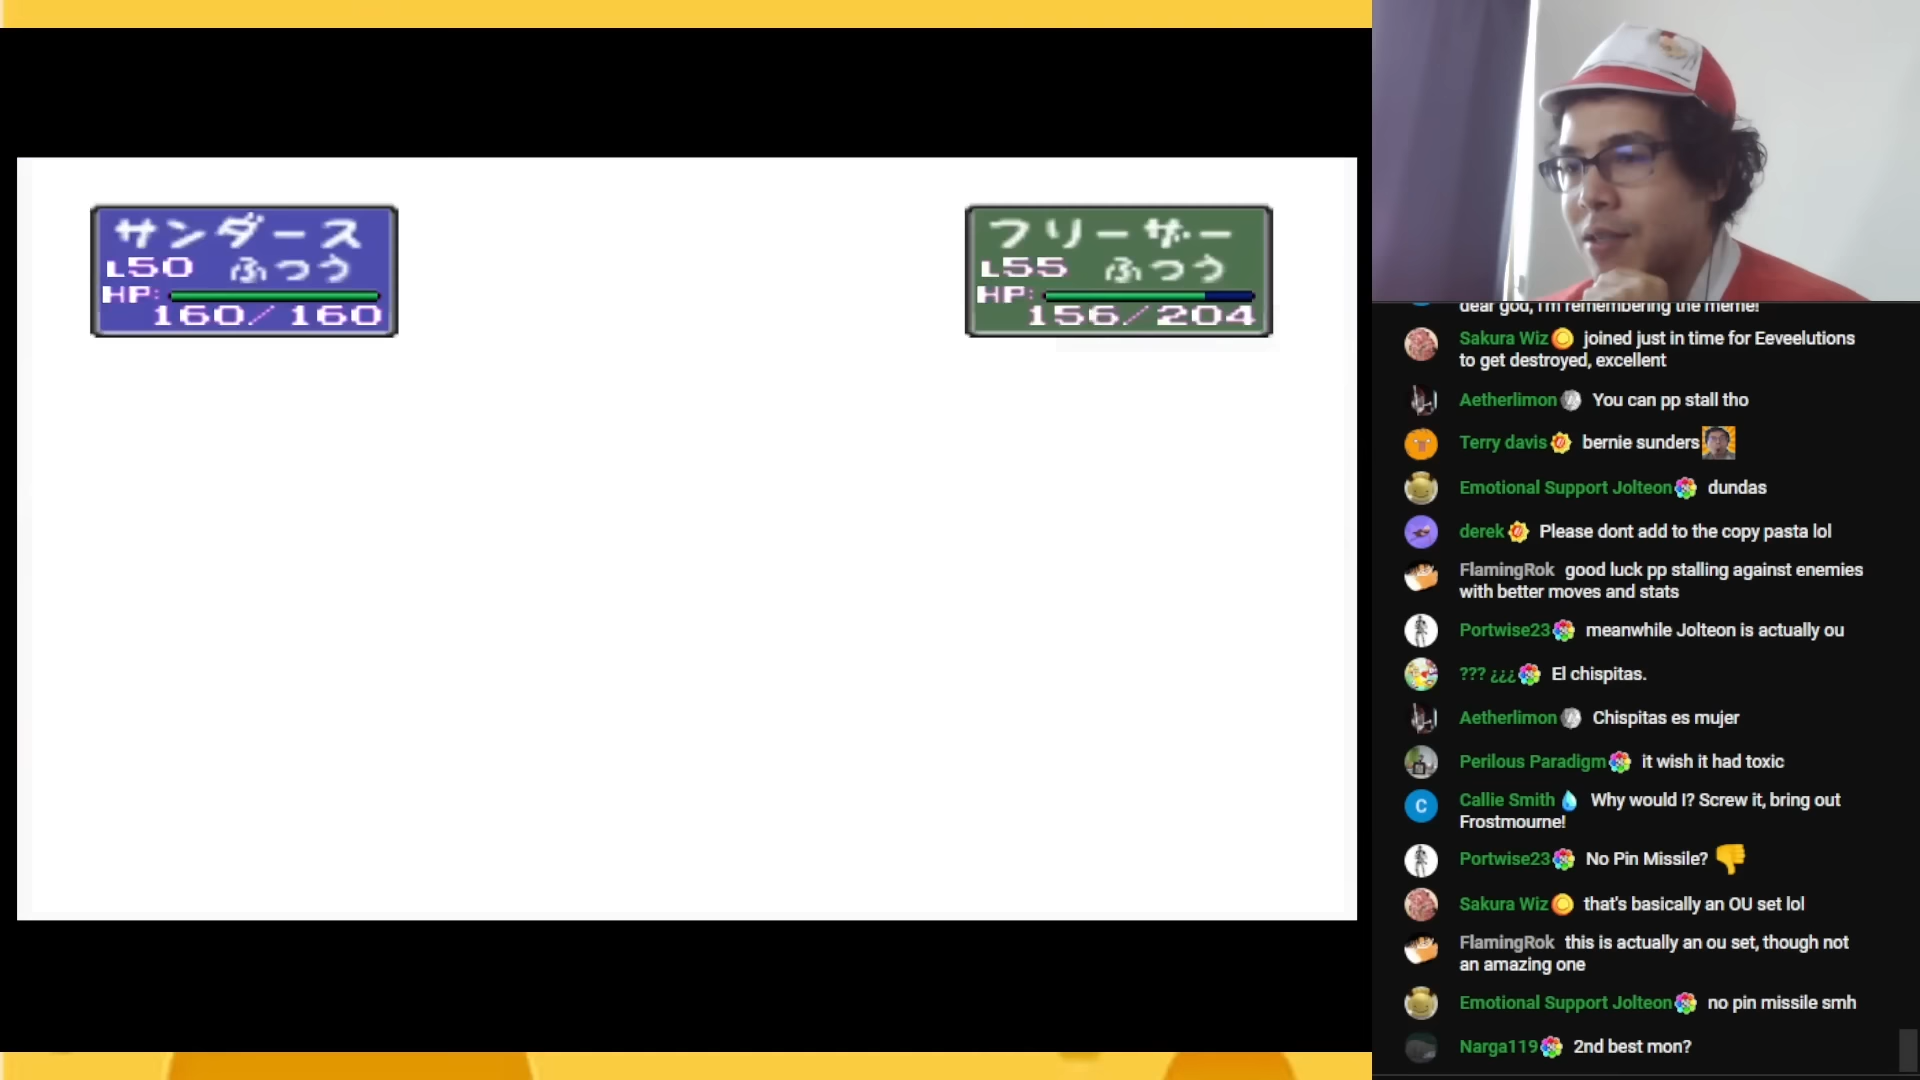 サンダース
L50 ふつう
HP:
160/160
フリーザー
L55 ふつう
HP:
156/204
dear god, I'm remembering the meme!
Sakura Wiz joined just in time for Eeveelutions
to get destroyed, excellent
Aetherlimon You can pp stall tho
Terry davis bernie sunders
Emotional Support Jolteon dundas
derek Please dont add to the copy pasta lol
FlamingRok good luck pp stalling against enemies
with better moves and stats
Portwise23 meanwhile Jolteon is actually ou
??? ¿¿¿ El chispitas.
Aetherlimon Chispitas es mujer
Perilous Paradigm it wish it had toxic
C
Callie Smith Why would I? Screw it, bring out
Frostmourne!
Portwise23 No Pin Missile?
Sakura Wiz that's basically an OU set lol
FlamingRok this is actually an ou set, though not
an amazing one
Emotional Support Jolteon no pin missile smh
Narga119 2nd best mon?